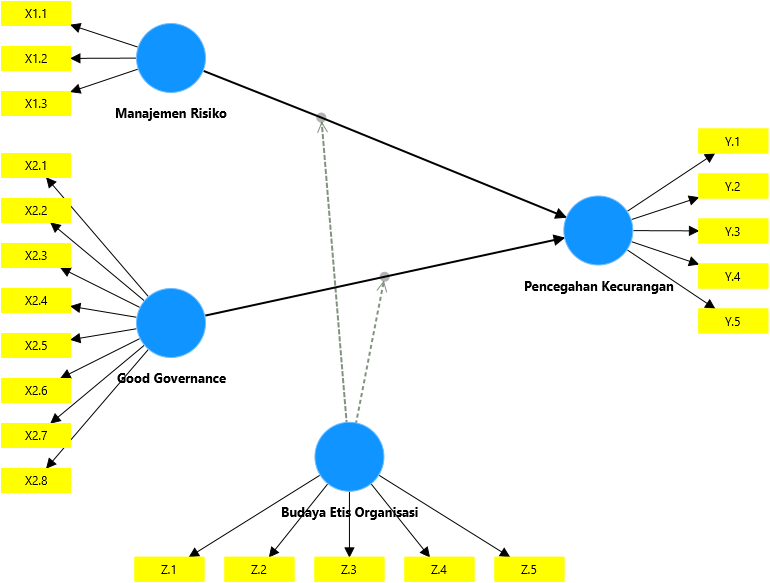 X1.1
X1.2
X1.3
Manajemen Risiko
X2.1
X2.2
X2.3
X2.4
X2.5
X2.6
X2.7
X2.8
Good Governance
Y.1
Y.2
Y.3
Y.4
Y.5
Pencegahan Kecurangan
Budaya Etis Organisasi
Z.1
Z.2
Z.3
Z.4
Z.5